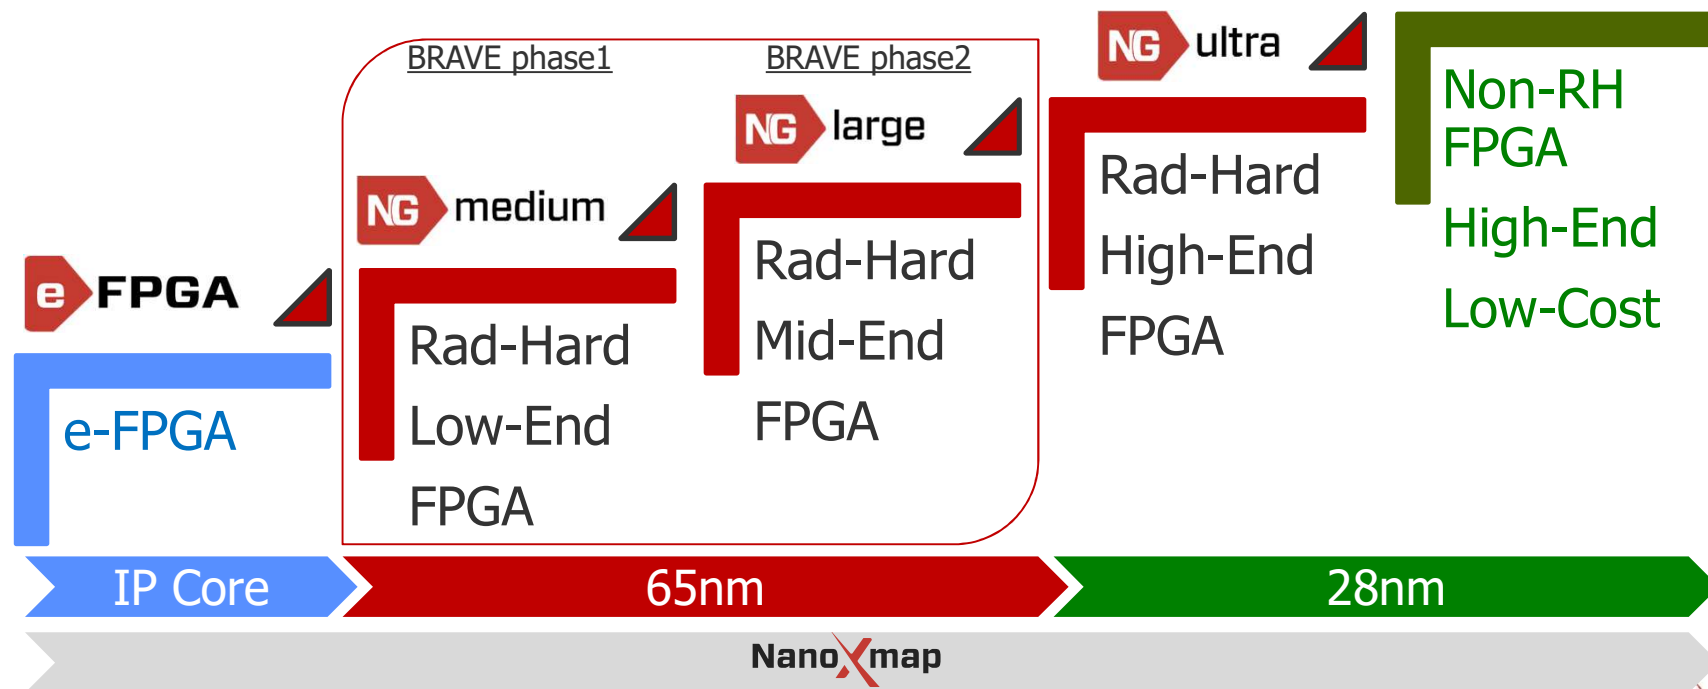 e FPGA
e-FPGA
BRAVE phase1
NG medium
Rad-Hard
Low-End
FPGA
BRAVE phase2
NG large
Rad-Hard
Mid-End
FPGA
NG ultra
Rad-Hard
High-End
FPGA
Non-RH
FPGA
High-End
Low-Cost
IP Core
65nm
28nm
NanoXmap